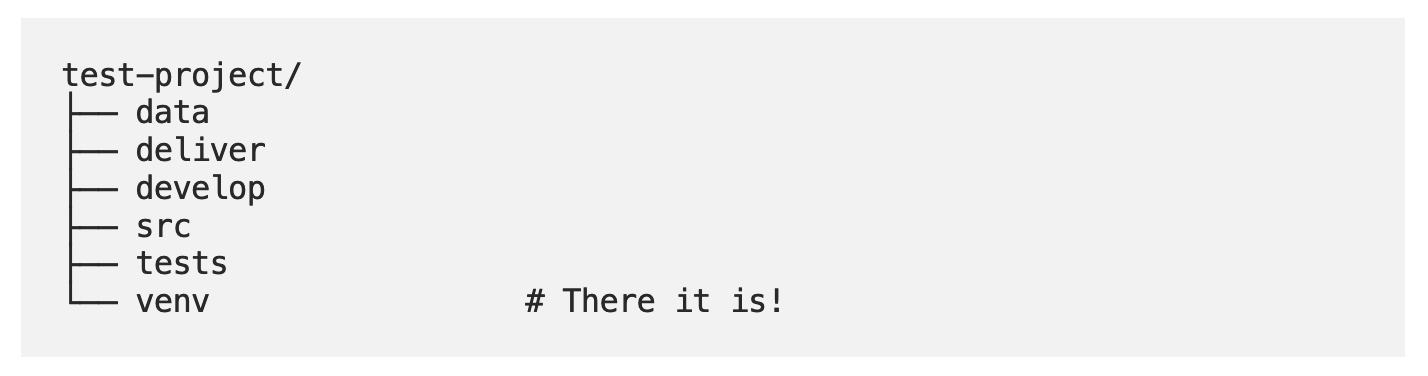 test-project/
├── data
├── deliver
├── develop
├── src
├── tests
└── venv                 # There it is!